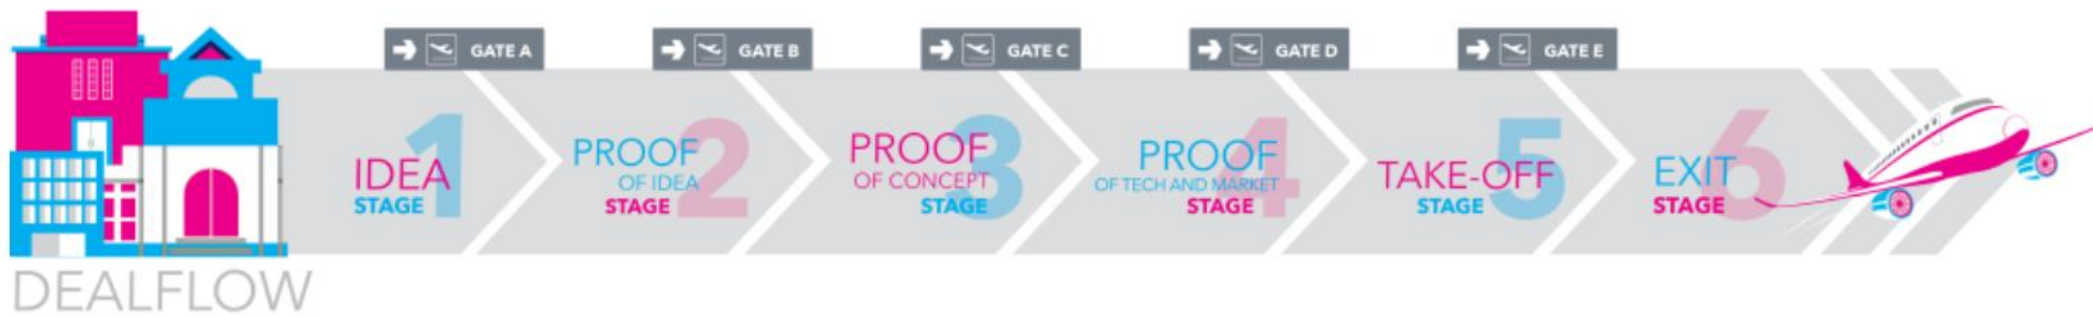 GATE A
GATE B
GATE C
GATE D
GATE E
1
IDEA
STAGE
2
PROOF
OF IDEA
STAGE
3
PROOF
OF CONCEPT
STAGE
4
PROOF
OF TECH AND MARKET
STAGE
5
TAKE-OFF
STAGE
6
EXIT
STAGE
DEALFLOW